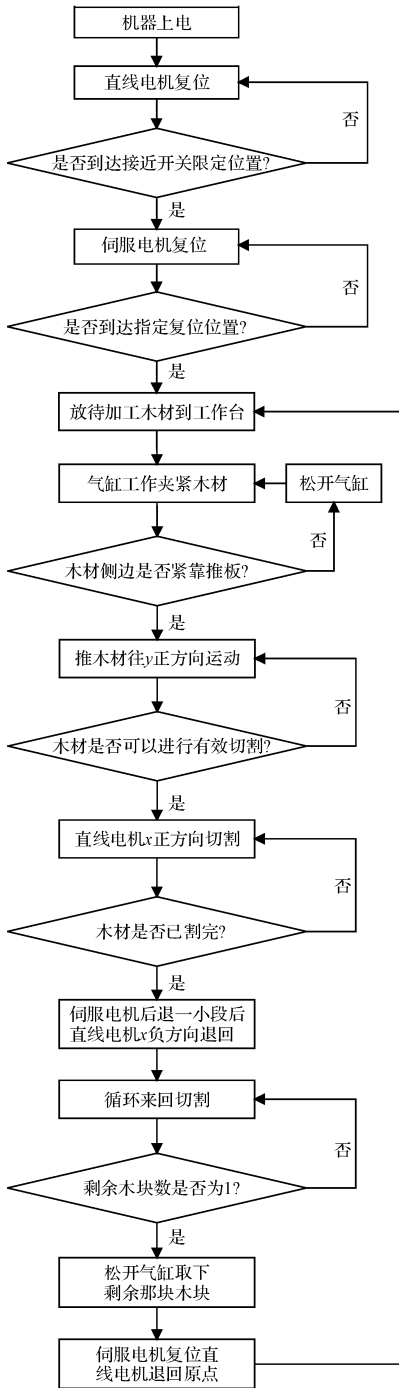 机器上电
直线电机复位
否
是否到达接近开关限定位置?
是
伺服电机复位
否
是否到达指定复位位置?
是
放待加工木材到工作台
气缸工作夹紧木材
松开气缸
否
木材侧边是否紧靠推板?
是
推木材往y正方向运动
否
木材是否可以进行有效切割?
是
直线电机x正方向切割
否
木材是否已割完?
是
伺服电机后退一小段后
直线电机x负方向退回
循环来回切割
否
剩余木块数是否为1?
是
松开气缸取下
剩余那块木块
伺服电机复位直
线电机退回原点